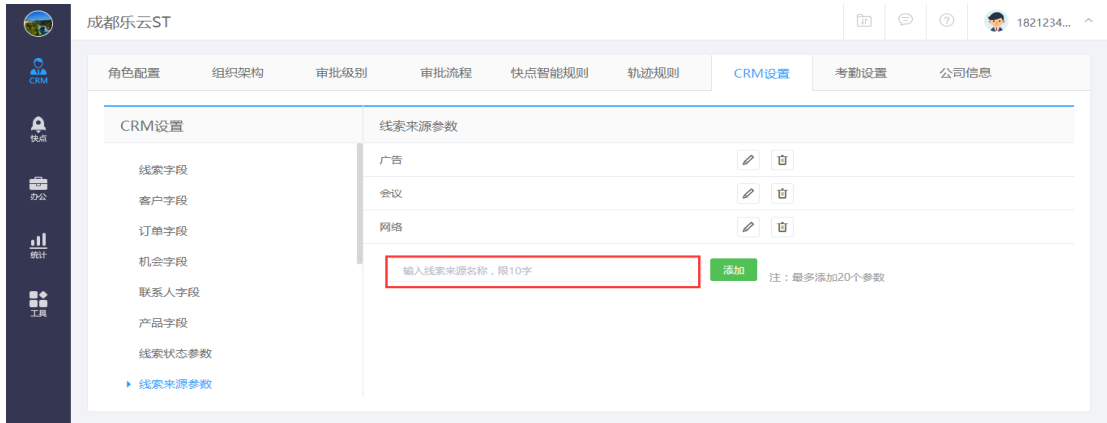 成都乐云ST
1821234...
CRM
快点
办公
统计
工具
角色配置 组织架构 审批级别 审批流程 快点智能规则 轨迹规则 CRM设置 考勤设置 公司信息
CRM设置
线索字段
客户字段
订单字段
机会字段
联系人字段
产品字段
线索状态参数
线索来源参数
线索来源参数
广告
会议
网络
输入线索来源名称，限10字 添加 注：最多添加20个参数